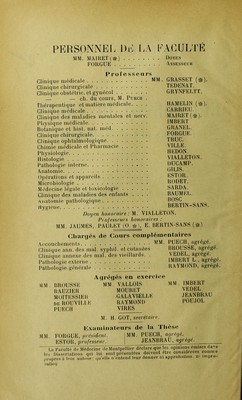 PERSONNEL DE LA FACULTÉ
MM. MAIRET (✻) . . . . . . . Doyen
FORGUE . . . . . . . . . Assesseur
Professeurs
Clinique médicale . . . . . . . . . MM. GRASSET (✻).
Clinique chirurgicale . . . . . . . . TEDENAT.
Clinique obstétric. et gynécol . . . . . . GRYNFELTT.
— — ch. du cours, M. Puech .
Thérapeutique et matière médicale . . . . HAMELIN (✻)
Clinique médicale . . . . . . . . . CARRIEU.
Clinique des maladies mentales et nerv. MAIRET (✻).
Physique médicale . . . . . . . . . IMBERT
Botanique et hist. nat. méd. . . . . . GRANEL.
Clinique chirurgicale . . . . . . . . FORGUE
Clinique ophtalmologique . . . . . . . TRUC.
Chimie médicale et Pharmacie . . . . . VILLE
Physiologie . . . . . . . . . . . HEDON.
Histologie . . . . . . . . . . . . VIALLETON.
Pathologie interne . . . . . . . . . DUCAMP.
Anatomie . . . . . . . . . . . . GILIS.
Opérations et appareils . . . . . . . ESTOR.
Microbiologie . . . . . . . . . . RODET.
Médecine légale et toxicologie . . . . . SARDA.
Clinique des maladies des enfants . . . . BAUMEL.
Anatomie pathologique . . . . . . . BOSC
Hygiène . . . . . . . . . . . . BERTIN-SANS.
Doyen honoraire : M. VIALLETON.
Professeurs honoraires :
MM. JAUMES, PAULET (O. ✻), E. BERTIN-SANS (✻)
Chargés de Cours complémentaires
Accouchements . . . . . . . . . MM. PUECH, agrégé.
Clinique ann. des mal. syphil. et cutanées BROUSSE, agrégé.
Clinique annexe des mal. des vieillards. VEDEL, agrégé.
Pathologie externe . . . . . . . . IMBERT L., agrégé.
Pathologie générale . . . . . . . . RAYMOND, agrégé.
Agrégés en exercice
MM. BROUSSE MM. VALLOIS MM. IMBERT
RAUZIER MOURET VEDEL
MOITESSIER GALAVIELLE JEANBRAU
de ROUVILLE RAYMOND POUJOL
PUECH VIRES
M. H. GOT, secrétaire.
Examinateurs de la Thèse
MM. FORGUE, président. MM. PUECH, agrégé.
ESTOR, professeur. JEANBRAU, agrégé.
La Faculté de Médecine de Montpellier déclare que les opinions émises dans
les Dissertations qui lui sont présentées doivent être considérées comme
propres à leur auteur; qu'elle n'entend leur donner ni approbation, ni improbation.